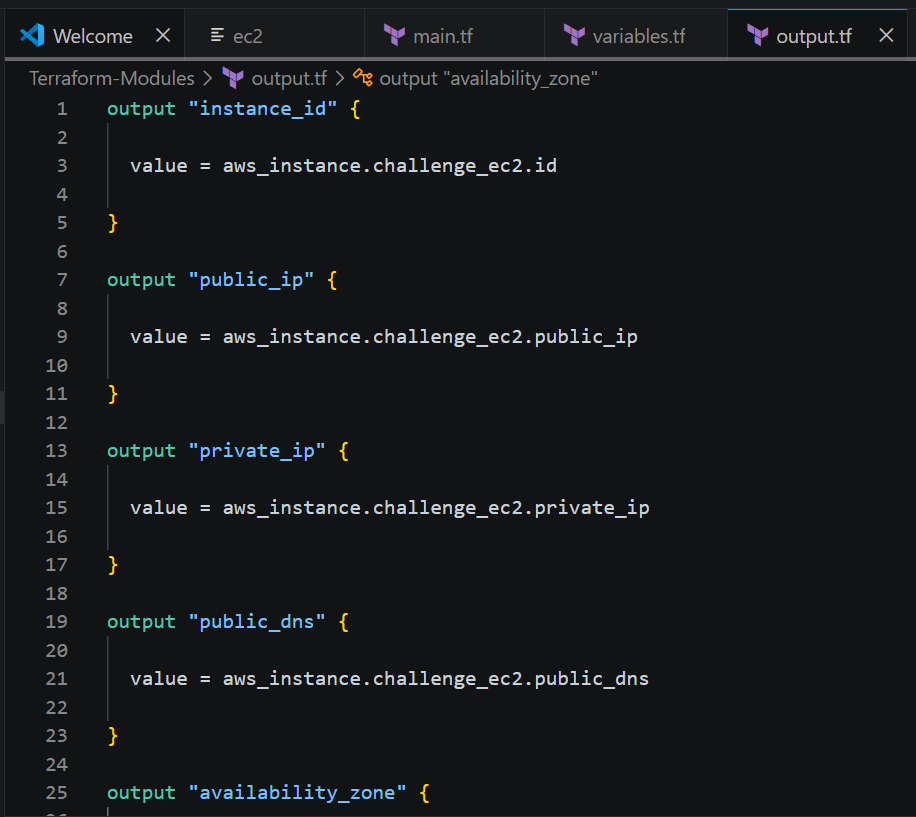 Welcome ec2 main.tf variables.tf output.tf
Terraform-Modules > output.tf > output "availability_zone"
1 output "instance_id" {
2
3 value = aws_instance.challenge_ec2.id
4
5 }
6
7 output "public_ip" {
8
9 value = aws_instance.challenge_ec2.public_ip
10
11 }
12
13 output "private_ip" {
14
15 value = aws_instance.challenge_ec2.private_ip
16
17 }
18
19 output "public_dns" {
20
21 value = aws_instance.challenge_ec2.public_dns
22
23 }
24
25 output "availability_zone" {